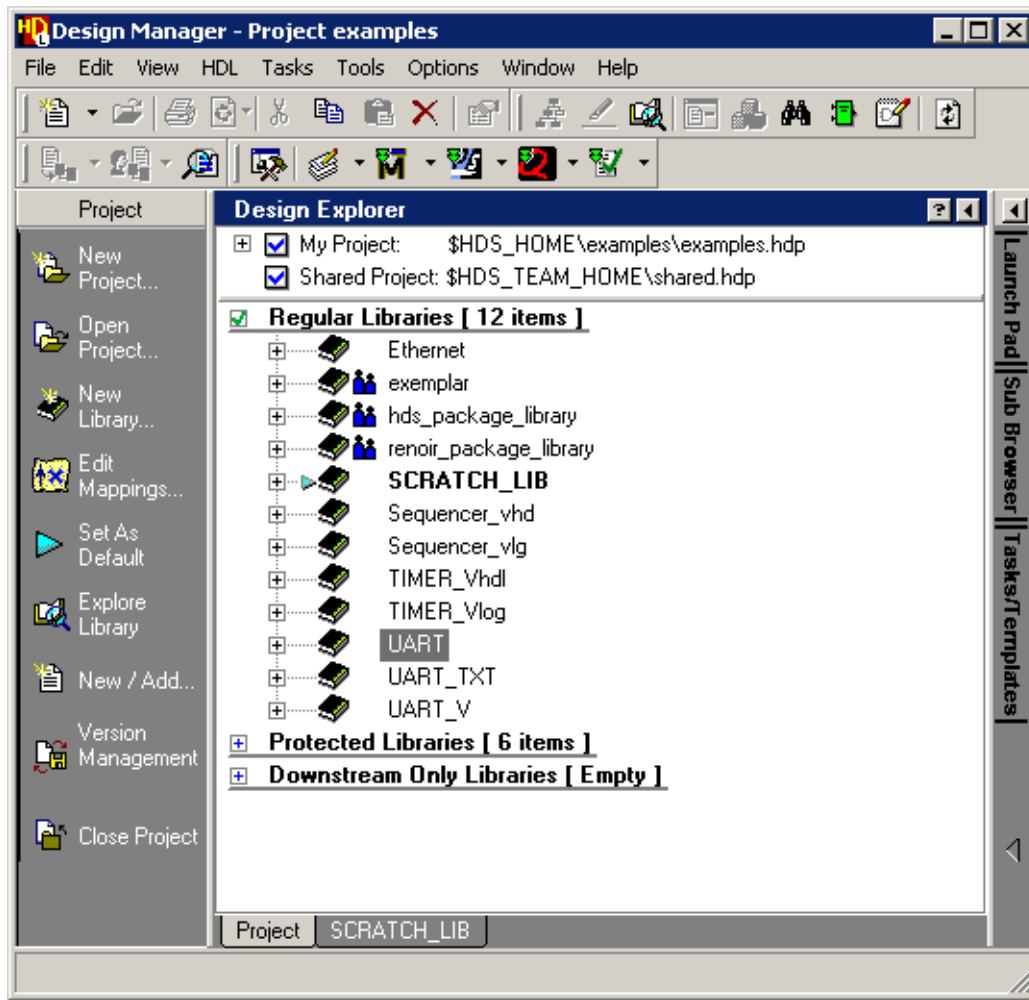 Design Manager - Project examples
File Edit View HDL Tasks Tools Options Window Help
Project
New Project...
Open Project...
New Library...
Edit Mappings...
Set As Default
Explore Library
New / Add...
Version Management
Close Project
Design Explorer
My Project: $HDS_HOME\examples\examples.hdp
Shared Project: $HDS_TEAM_HOME\shared.hdp
Regular Libraries [ 12 items ]
Ethernet
exemplar
hds_package_library
renoir_package_library
SCRATCH_LIB
Sequencer_vhd
Sequencer_vlg
TIMER_Vhdl
TIMER_Vlog
UART
UART_TXT
UART_V
Protected Libraries [ 6 items ]
Downstream Only Libraries [ Empty ]
Project SCRATCH_LIB
Launch Pad
Sub Browser
Tasks/Templates